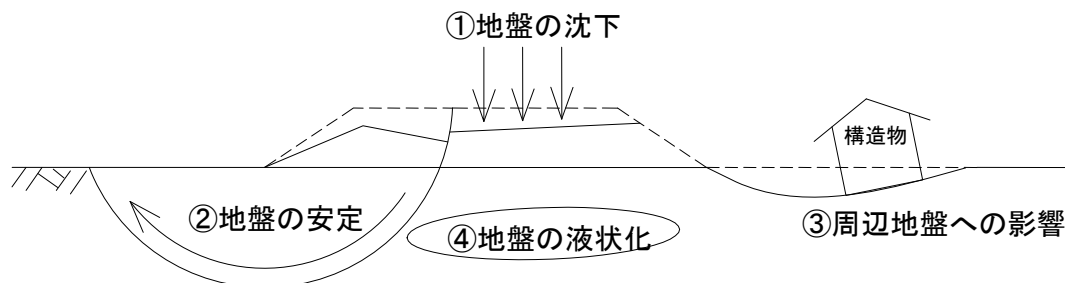 ①地盤の沈下
構造物
②地盤の安定
④地盤の液状化
③周辺地盤への影響